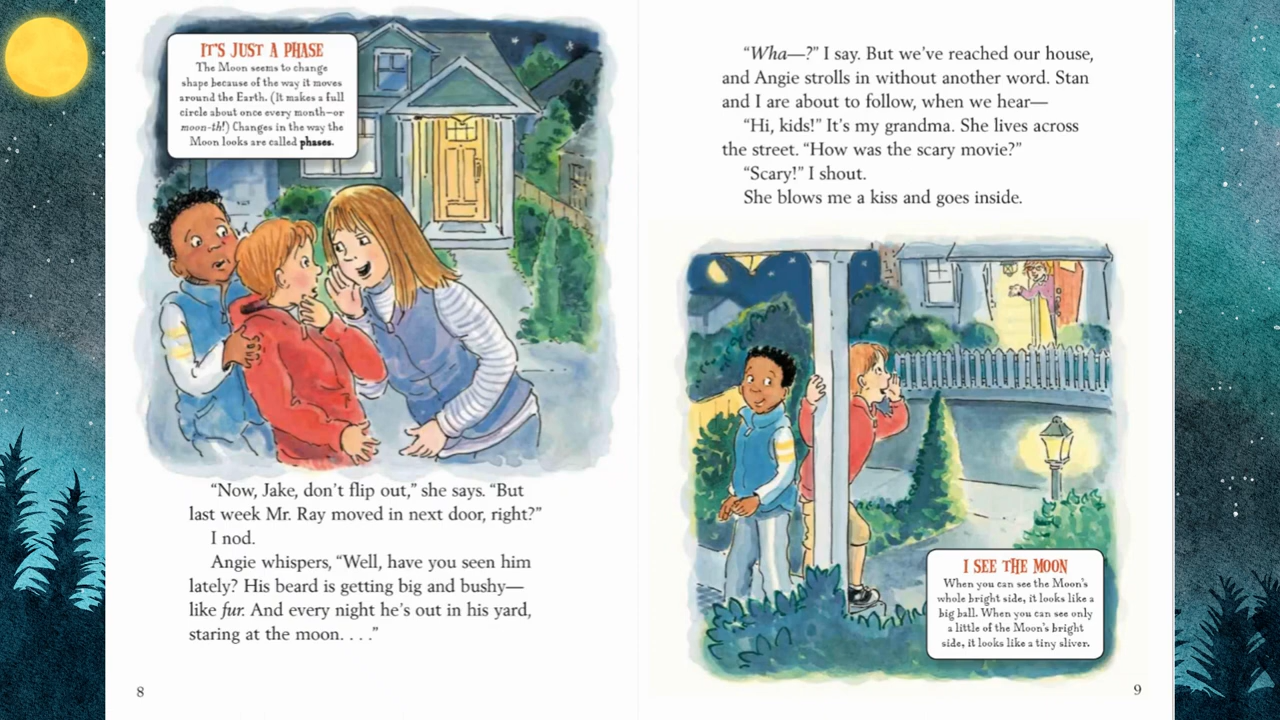 IT'S JUST A PHASE
The Moon seems to change
shape because of the way it moves
around the Earth. (It makes a full
circle about once every month—or
moon-th!) Changes in the way the
Moon looks are called phases.
"Now, Jake, don't flip out," she says. "But
last week Mr. Ray moved in next door, right?"
I nod.
Angie whispers, "Well, have you seen him
lately? His beard is getting big and bushy—
like fur. And every night he's out in his yard,
staring at the moon. . . ."
8
"Wha—?" I say. But we've reached our house,
and Angie strolls in without another word. Stan
and I are about to follow, when we hear—
"Hi, kids!" It's my grandma. She lives across
the street. "How was the scary movie?"
"Scary!" I shout.
She blows me a kiss and goes inside.
I SEE THE MOON
When you can see the Moon's
whole bright side, it looks like a
big ball. When you can see only
a little of the Moon's bright
side, it looks like a tiny sliver.
9